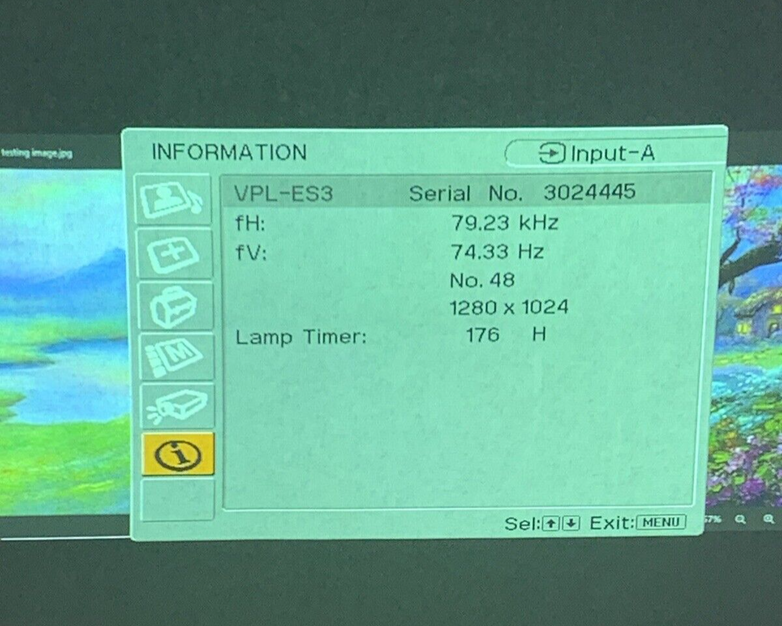 testing image.jpg
INFORMATION
Input-A
VPL-ES3 Serial No. 3024445
fH: 79.23 kHz
fV: 74.33 Hz
No. 48
1280 x 1024
Lamp Timer: 176 H
M
Sel: Exit: MENU
7%